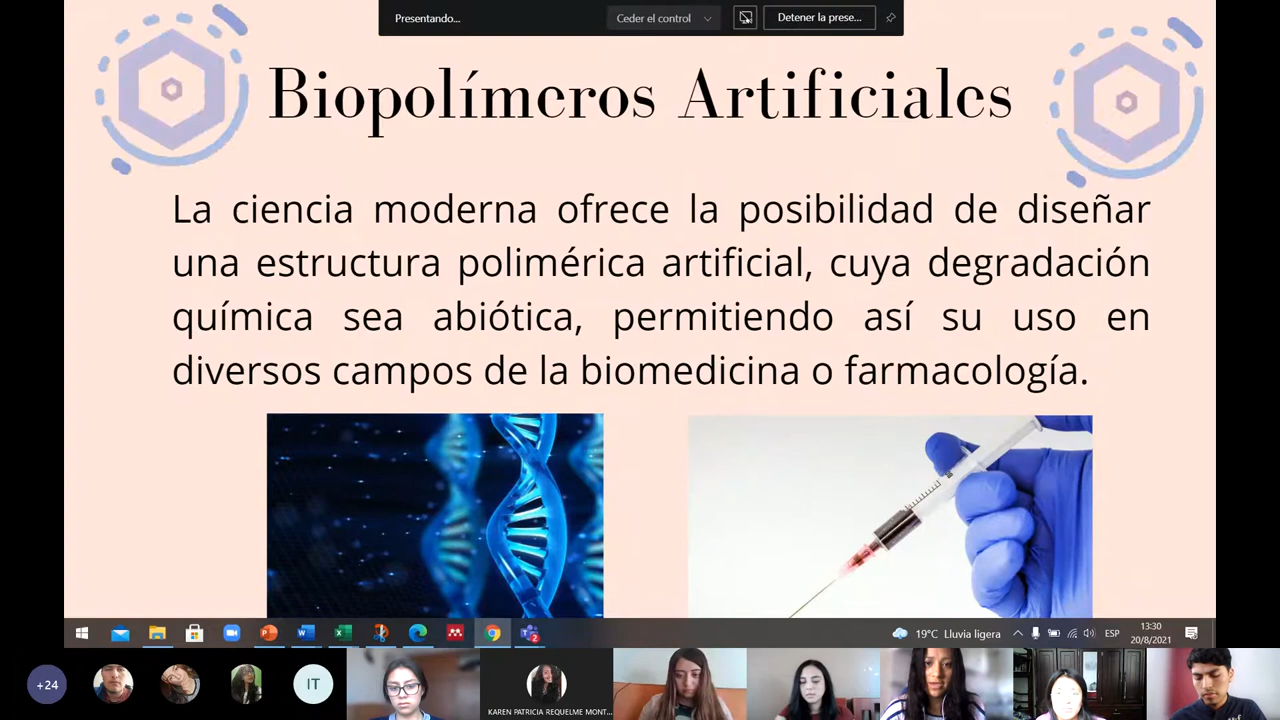 Presentando...
Ceder el control
Detener la prese...
Biopolímeros Artificiales
La ciencia moderna ofrece la posibilidad de diseñar
una estructura polimérica artificial, cuya degradación
química sea abiótica, permitiendo así su uso en
diversos campos de la biomedicina o farmacología.
19°C Lluvia ligera
ESP
13:30
20/8/2021
2
+24
IT
KAREN PATRICIA REQUELME MONT...